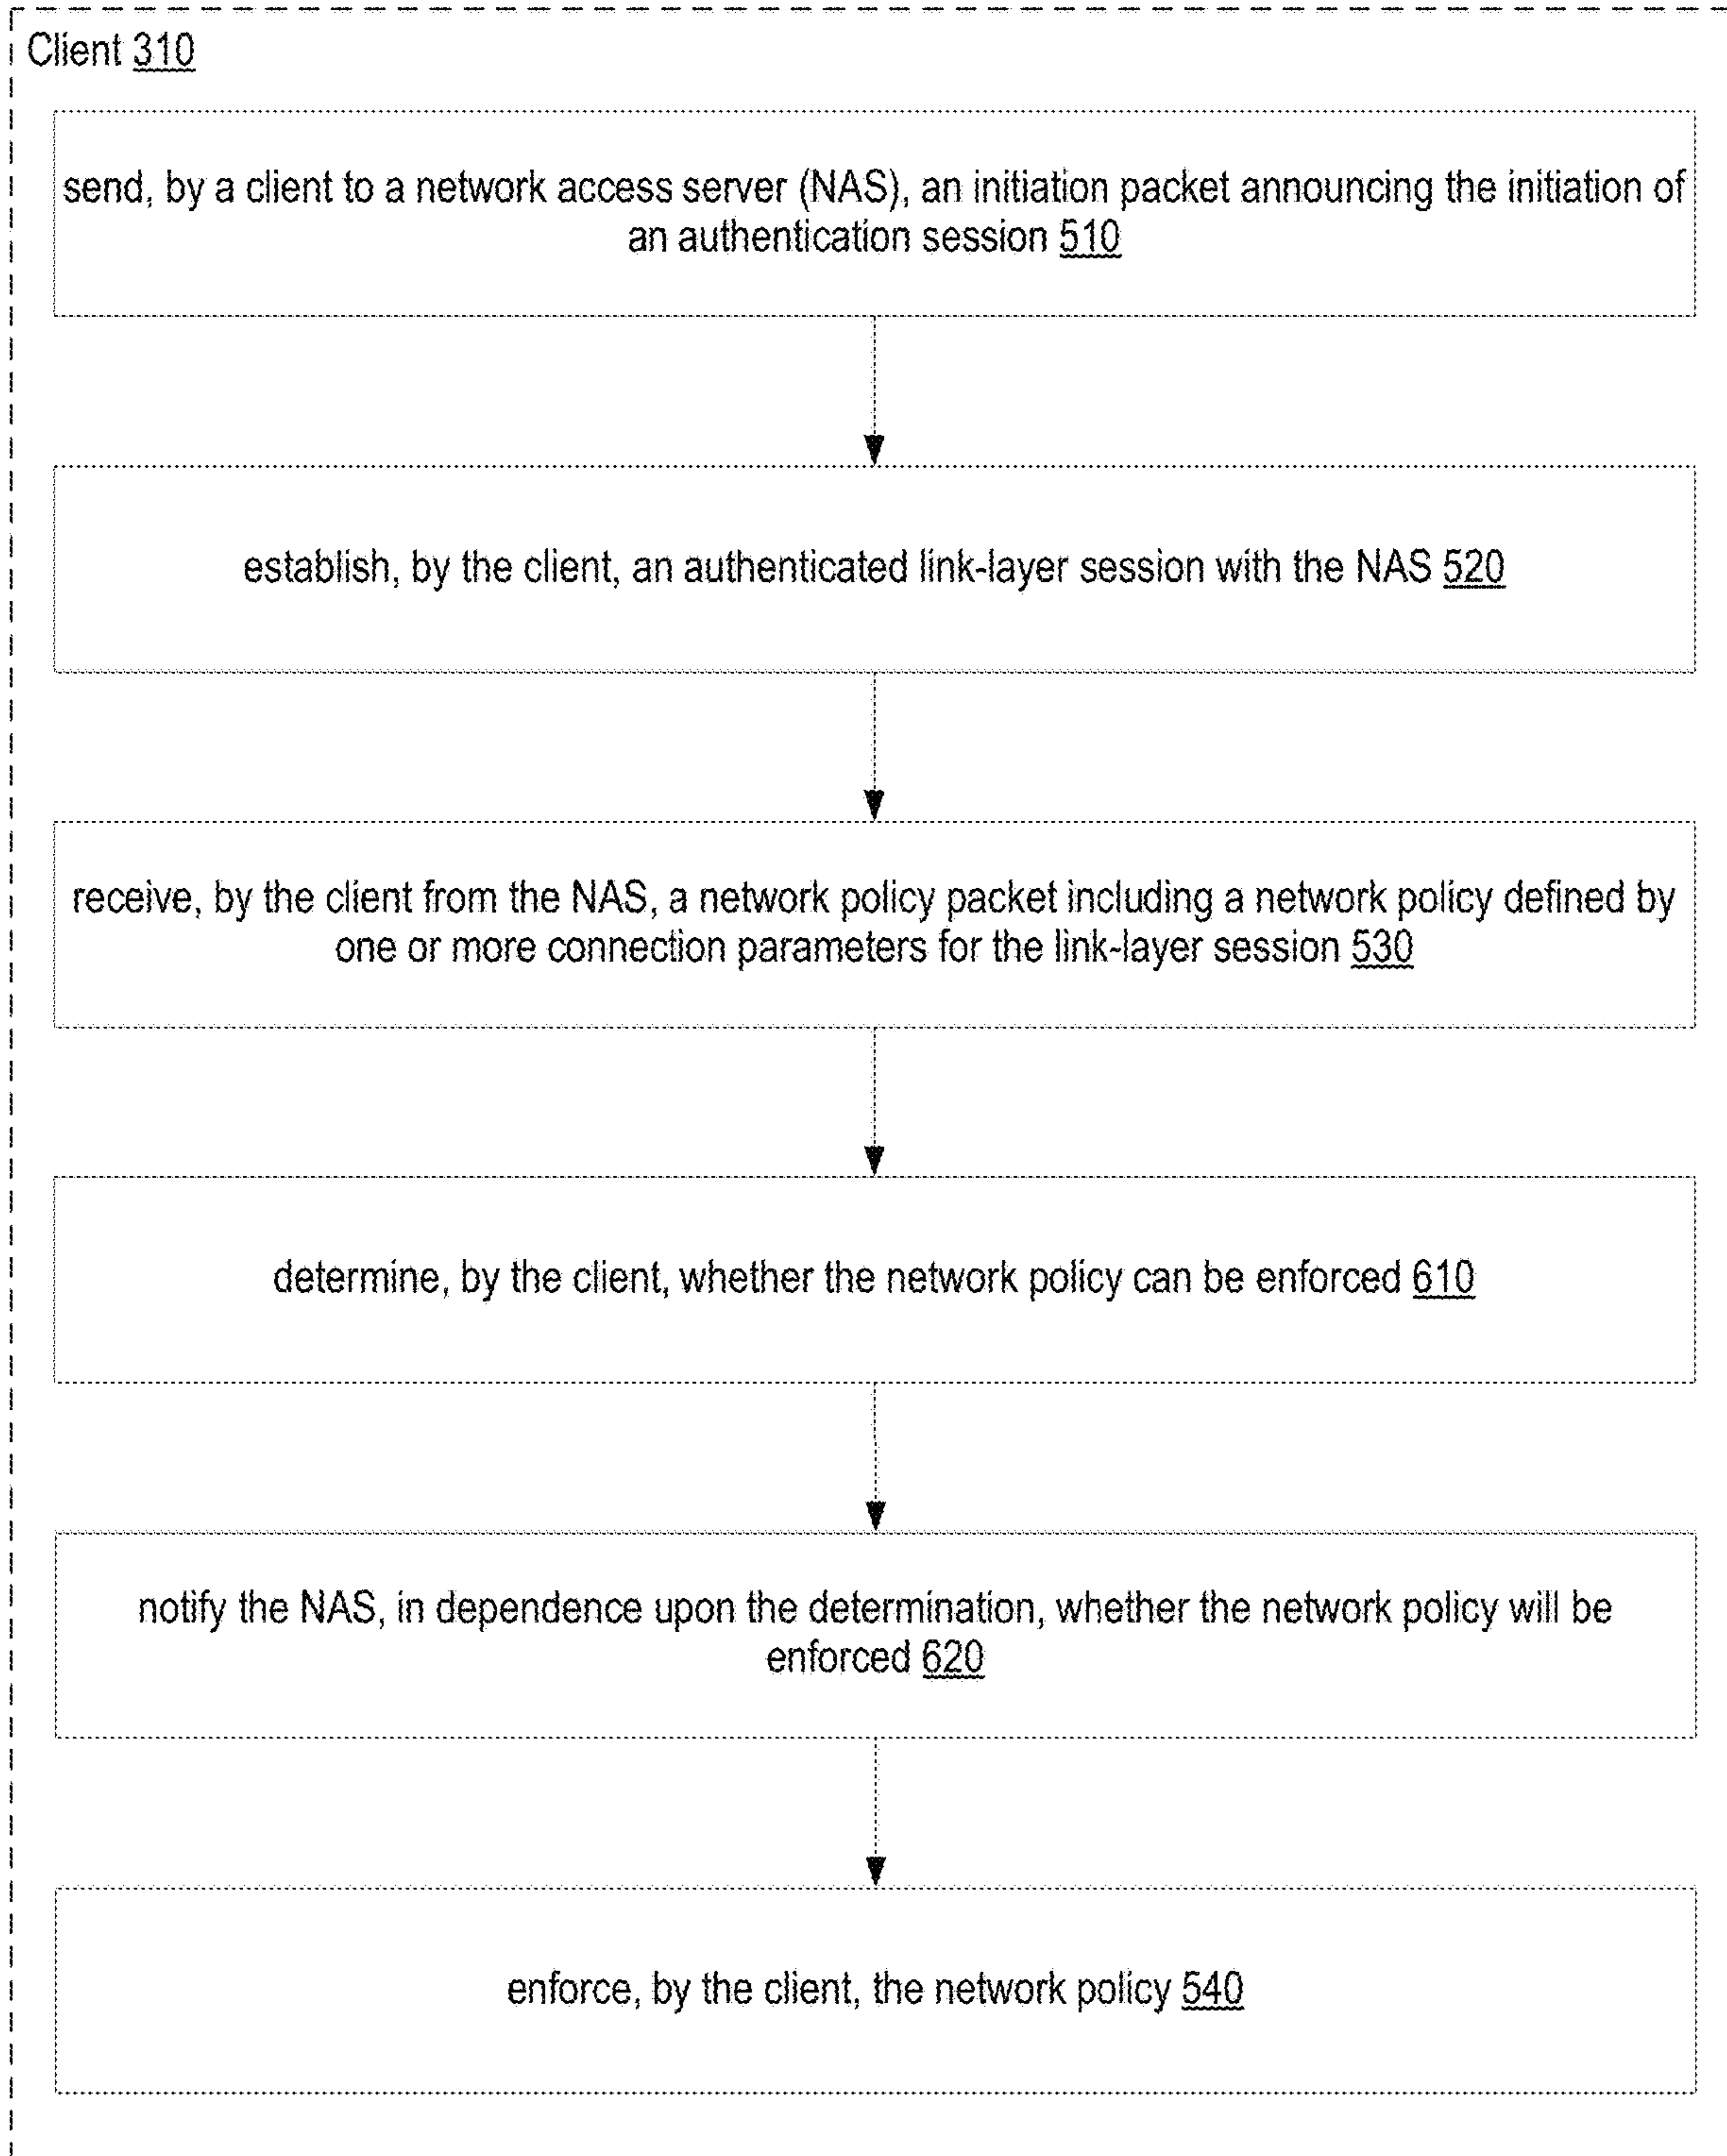 Client 310
send, by a client to a network access server (NAS), an initiation packet announcing the initiation of
an authentication session 510
establish, by the client, an authenticated link-layer session with the NAS 520
receive, by the client from the NAS, a network policy packet including a network policy defined by
one or more connection parameters for the link-layer session 530
determine, by the client, whether the network policy can be enforced 610
notify the NAS, in dependence upon the determination, whether the network policy will be
enforced 620
enforce, by the client, the network policy 540